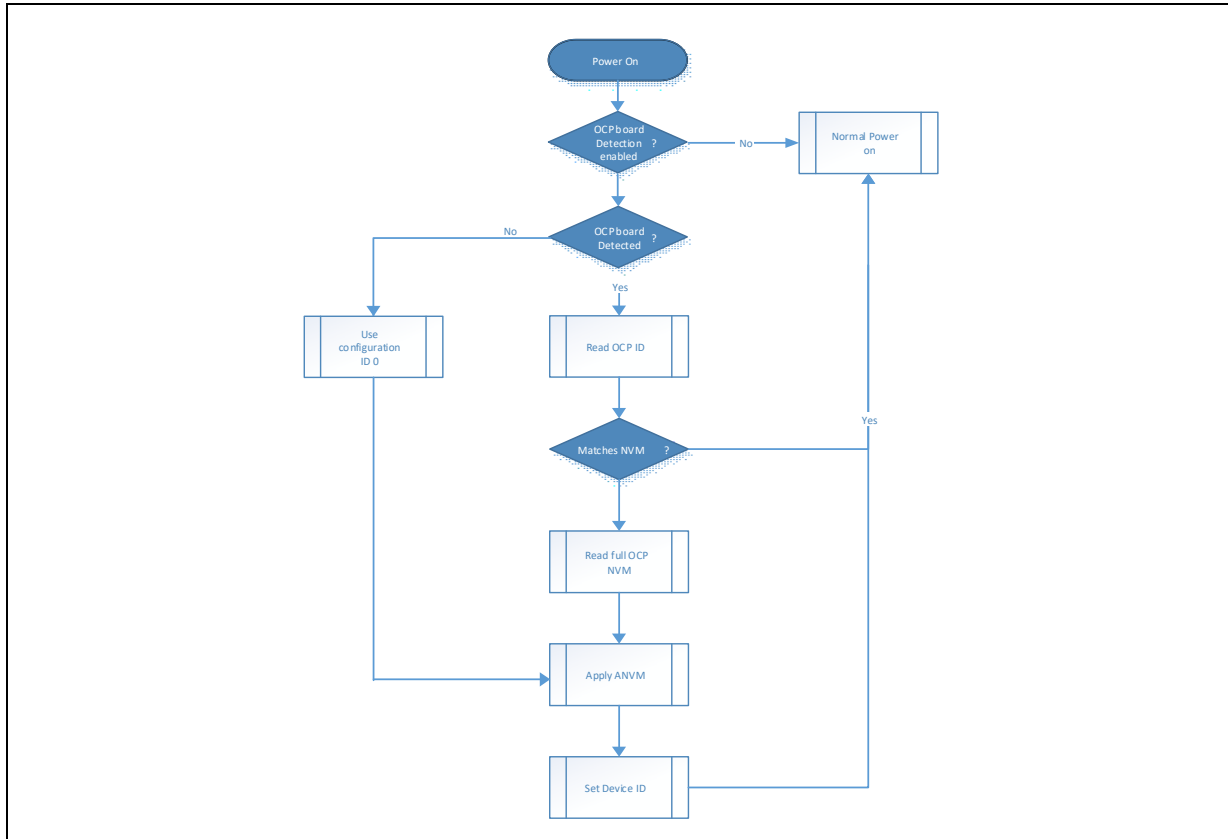 Power On
OCP board
Detection ?
enabled
No
Normal Power
on
OCP board
Detected ?
No
Yes
Use
configuration
ID 0
Read OCP ID
Matches NVM ?
Yes
Read full OCP
NVM
Apply ANVM
Set Device ID